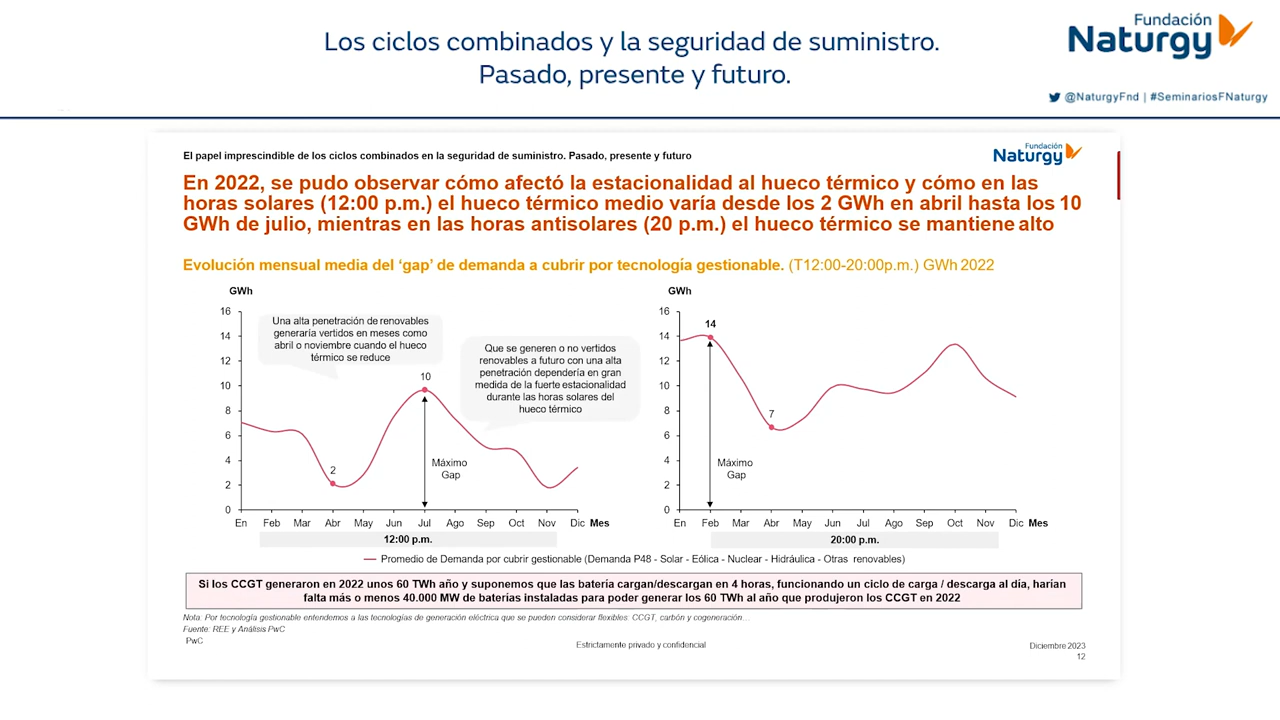 Los ciclos combinados y la seguridad de suministro.
Pasado, presente y futuro.
Fundación
Naturgy
@NaturgyFnd | #SeminariosFNaturgy
El papel imprescindible de los ciclos combinados en la seguridad de suministro. Pasado, presente y futuro
Fundación
Naturgy
En 2022, se pudo observar cómo afectó la estacionalidad al hueco térmico y cómo en las
horas solares (12:00 p.m.) el hueco térmico medio varía desde los 2 GWh en abril hasta los 10
GWh de julio, mientras en las horas antisolares (20 p.m.) el hueco térmico se mantiene alto
Evolución mensual media del ‘gap’ de demanda a cubrir por tecnología gestionable. (T12:00-20:00p.m.) GWh 2022
GWh
16
14
12
10
8
6
4
2
0
Una alta penetración de renovables
generaría vertidos en meses como
abril o noviembre cuando el hueco
térmico se reduce
Que se generen o no vertidos
renovables a futuro con una alta
penetración dependería en gran
medida de la fuerte estacionalidad
durante las horas solares del
hueco térmico
10
2
Máximo
Gap
En Feb Mar Abr May Jun Jul Ago Sep Oct Nov Dic Mes
12:00 p.m.
GWh
16
14
12
10
8
6
4
2
0
14
7
Máximo
Gap
En Feb Mar Abr May Jun Jul Ago Sep Oct Nov Dic Mes
20:00 p.m.
Promedio de Demanda por cubrir gestionable (Demanda P48 - Solar - Eólica - Nuclear - Hidráulica - Otras renovables)
Si los CCGT generaron en 2022 unos 60 TWh año y suponemos que las batería cargan/descargan en 4 horas, funcionando un ciclo de carga / descarga al día, harían
falta más o menos 40.000 MW de baterías instaladas para poder generar los 60 TWh al año que produjeron los CCGT en 2022
Nota: Por tecnología gestionable entendemos a las tecnologías de generación eléctrica que se pueden considerar flexibles: CCGT, carbón y cogeneración…
Fuente: REE y Análisis PwC
PwC
Estrictamente privado y confidencial
Diciembre 2023
12